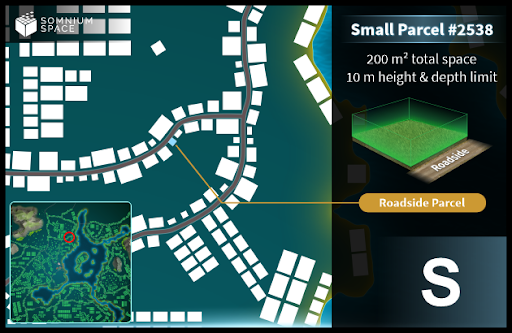 SOMNIUM
SPACE
Small Parcel #2538
200 m² total space
10 m height & depth limit
Roadside
Roadside Parcel
S